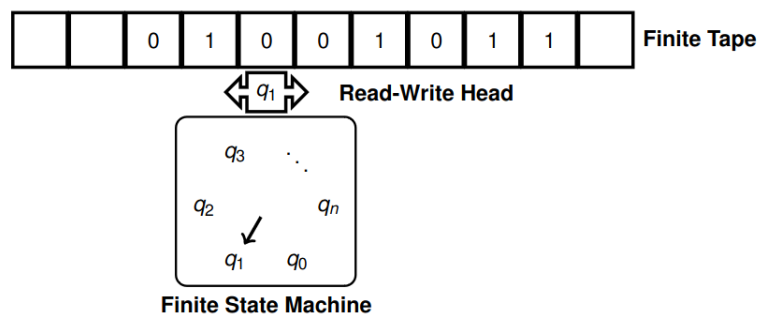 0 1 0 0 1 0 1 1 Finite Tape
q1 Read-Write Head
q3 ⋱
q2 qn
q1 q0
Finite State Machine